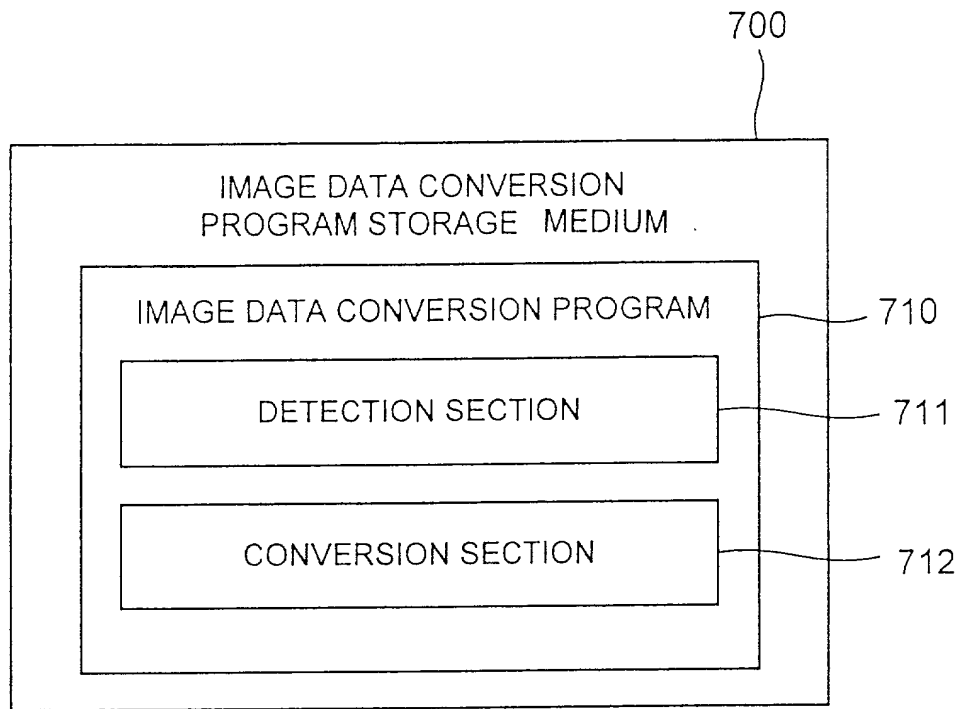 700
IMAGE DATA CONVERSION
PROGRAM STORAGE MEDIUM
IMAGE DATA CONVERSION PROGRAM
710
DETECTION SECTION
711
CONVERSION SECTION
712